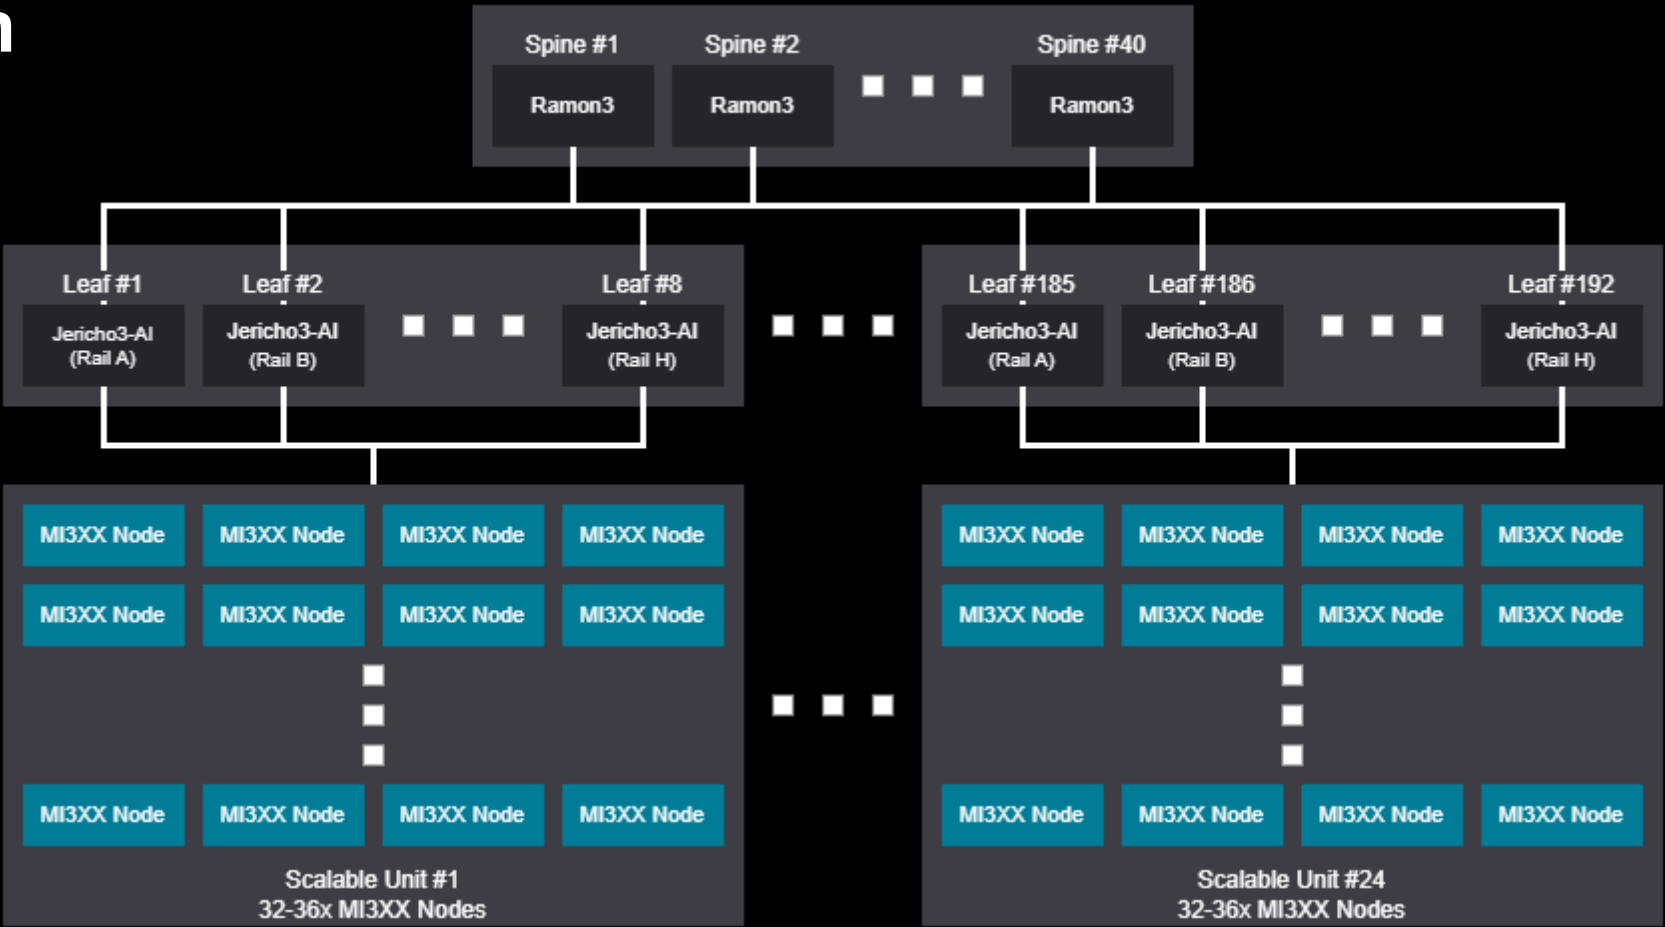 Spine #1 Spine #2 Spine #40
Ramon3 Ramon3 Ramon3
Leaf #1 Leaf #2 Leaf #8 Leaf #185 Leaf #186 Leaf #192
Jericho3-AI Jericho3-AI Jericho3-AI Jericho3-AI Jericho3-AI Jericho3-AI
(Rail A) (Rail B) (Rail H) (Rail A) (Rail B) (Rail H)
MI3XX Node MI3XX Node MI3XX Node MI3XX Node MI3XX Node MI3XX Node MI3XX Node MI3XX Node
MI3XX Node MI3XX Node MI3XX Node MI3XX Node MI3XX Node MI3XX Node MI3XX Node MI3XX Node
MI3XX Node MI3XX Node MI3XX Node MI3XX Node MI3XX Node MI3XX Node MI3XX Node MI3XX Node
Scalable Unit #1 Scalable Unit #24
32-36x MI3XX Nodes 32-36x MI3XX Nodes